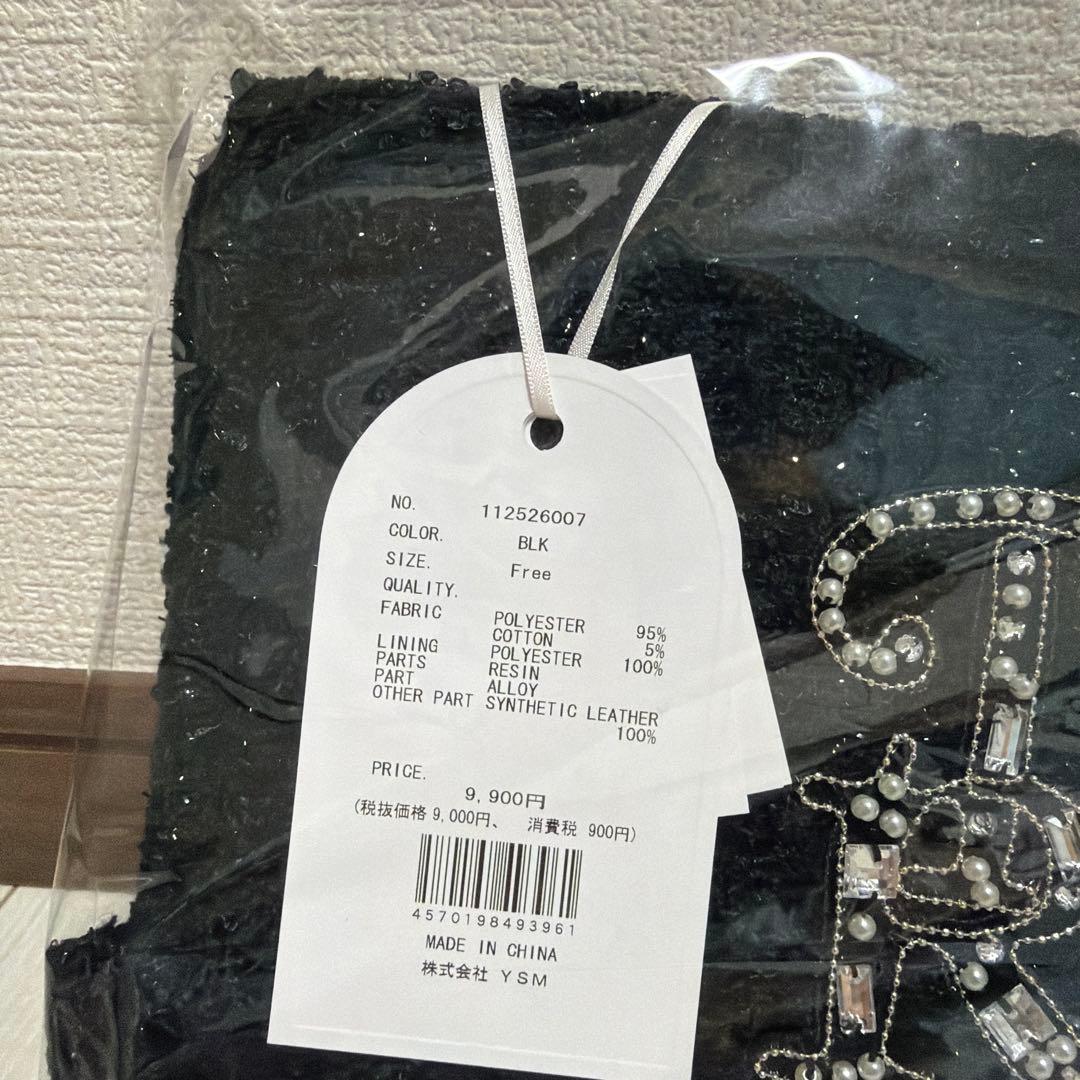 NO. 112526007
COLOR. BLK
SIZE. Free
QUALITY.
FABRIC POLYESTER 95%
COTTON 5%
LINING POLYESTER 100%
PARTS RESIN
PART ALLOY
OTHER PART SYNTHETIC LEATHER
100%
PRICE.
9,900円
(税抜価格 9,000円、 消費税 900円)
4570198493961
MADE IN CHINA
株式会社 YSM